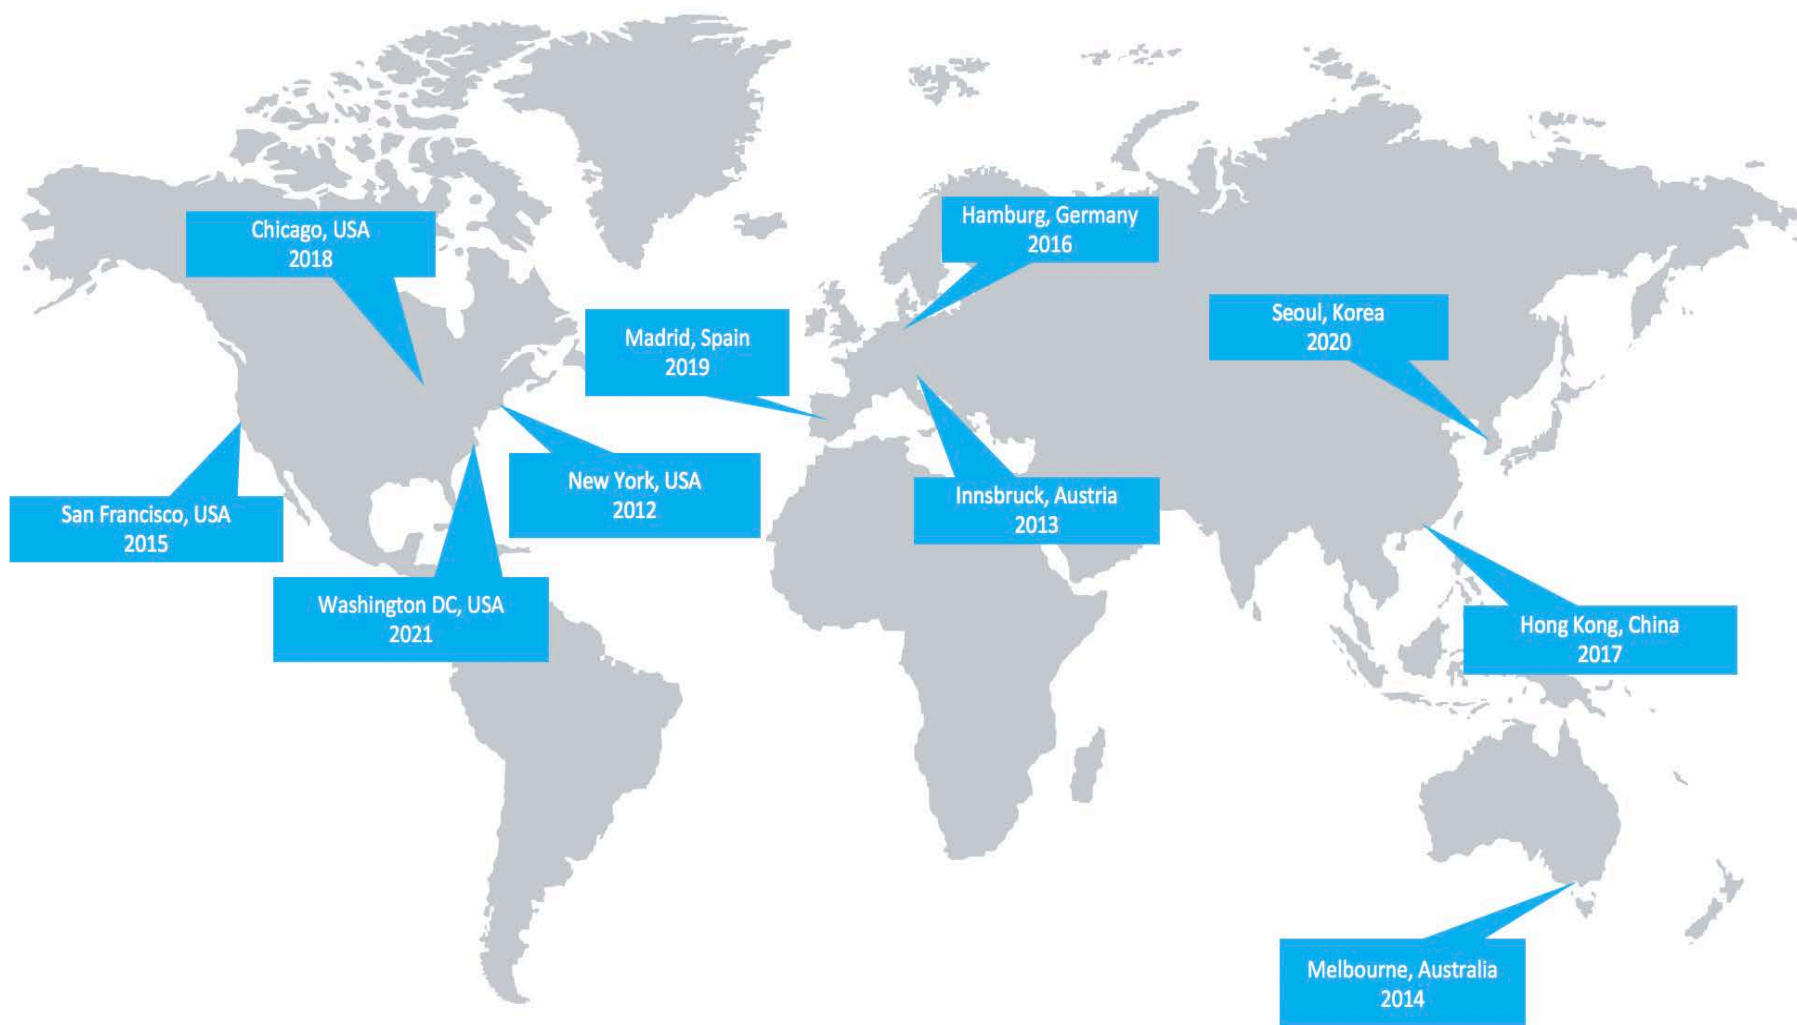 Chicago, USA
2018
Hamburg, Germany
2016
Madrid, Spain
2019
Seoul, Korea
2020
San Francisco, USA
2015
New York, USA
2012
Innsbruck, Austria
2013
Washington DC, USA
2021
Hong Kong, China
2017
Melbourne, Australia
2014